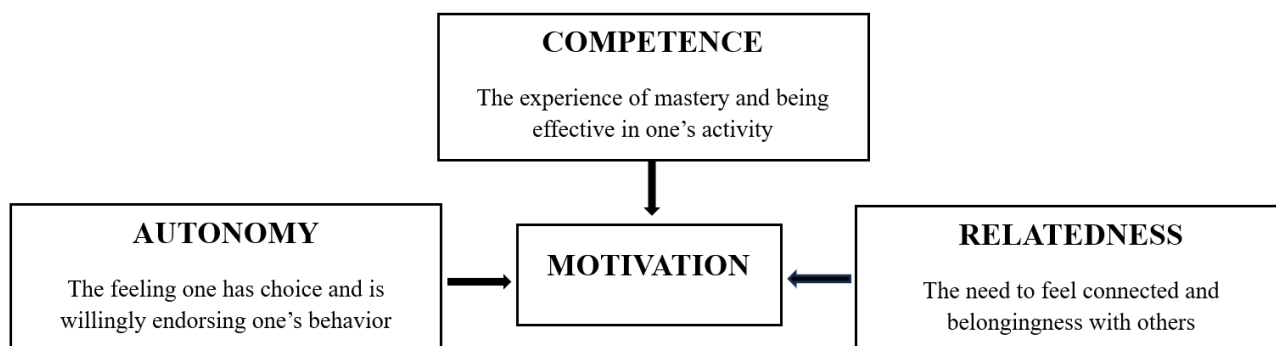 COMPETENCE
The experience of mastery and being
effective in one’s activity
AUTONOMY
The feeling one has choice and is
willingly endorsing one’s behavior
MOTIVATION
RELATEDNESS
The need to feel connected and
belongingness with others